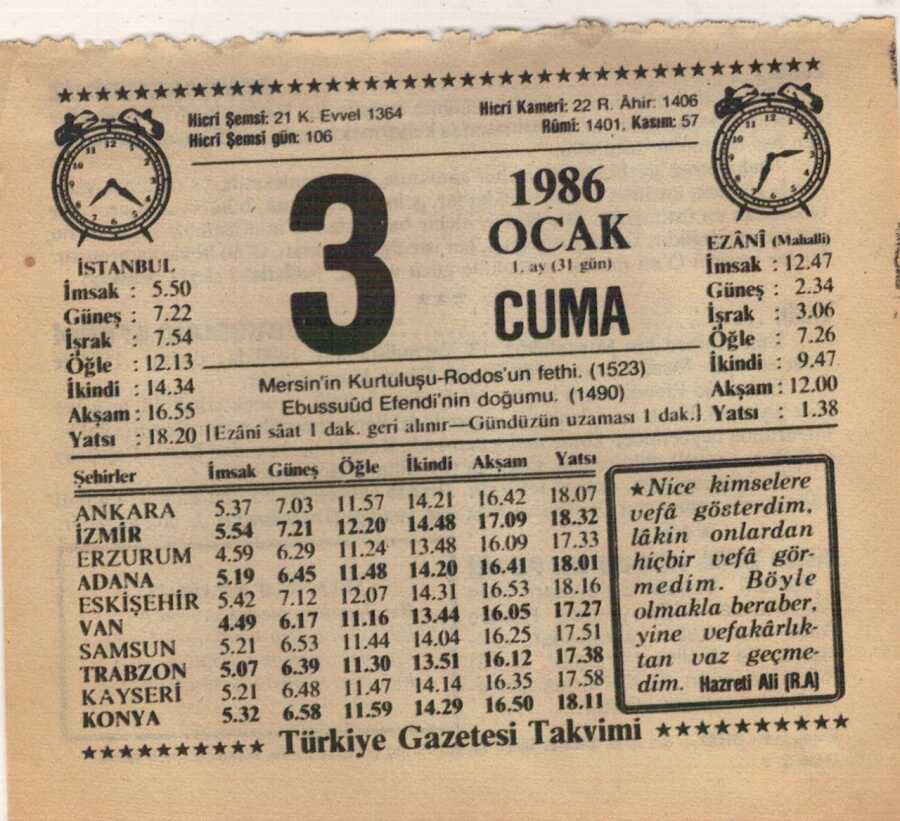 Hicrî Şemsi: 21 K. Evvel 1364
Hicrî Şemsi gün: 106
Hicrî Kamerî: 22 R. Âhir: 1406
Rûmi: 1401, Kasım: 57
3
1986
OCAK
1. ay (31 gün)
CUMA
İSTANBUL
İmsak : 5.50
Güneş : 7.22
İşrak : 7.54
Öğle : 12.13
İkindi : 14.34
Akşam : 16.55
Yatsı : 18.20
EZÂNÎ (Mahalli)
İmsak : 12.47
Güneş : 2.34
İşrak : 3.06
Öğle : 7.26
İkindi : 9.47
Akşam : 12.00
Yatsı : 1.38
Mersin'in Kurtuluşu-Rodos'un fethi. (1523)
Ebussuûd Efendi'nin doğumu. (1490)
[Ezânî sâat 1 dak. geri alınır—Gündüzün uzaması 1 dak.]
Şehirler İmsak Güneş Öğle İkindi Akşam Yatsı
ANKARA 5.37 7.03 11.57 14.21 16.42 18.07
İZMİR 5.54 7.21 12.20 14.48 17.09 18.32
ERZURUM 4.59 6.29 11.24 13.48 16.09 17.33
ADANA 5.19 6.45 11.48 14.20 16.41 18.01
ESKİŞEHİR 5.42 7.12 12.07 14.31 16.53 18.16
VAN 4.49 6.17 11.16 13.44 16.05 17.27
SAMSUN 5.21 6.53 11.44 14.04 16.25 17.51
TRABZON 5.07 6.39 11.30 13.51 16.12 17.38
KAYSERİ 5.21 6.48 11.47 14.14 16.35 17.58
KONYA 5.32 6.58 11.59 14.29 16.50 18.11
★Nice kimselere
vefâ gösterdim,
lâkin onlardan
hiçbir vefâ gör-
medim. Böyle
olmakla beraber,
yine vefakârlık-
tan vaz geçme-
dim. Hazreti Ali (R.A)
Türkiye Gazetesi Takvimi